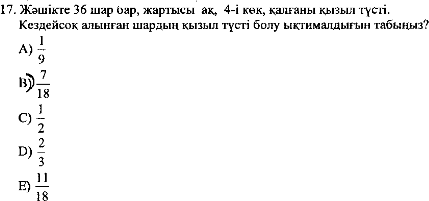 17. Жәшікте 36 шар бар, жартысы ақ, 4-і көк, қалғаны қызыл түсті.
Кездейсоқ алынған шардың қызыл түсті болу ықтималдығын табыңыз?
A) 1/9
B) 7/18
C) 1/2
D) 2/3
E) 11/18